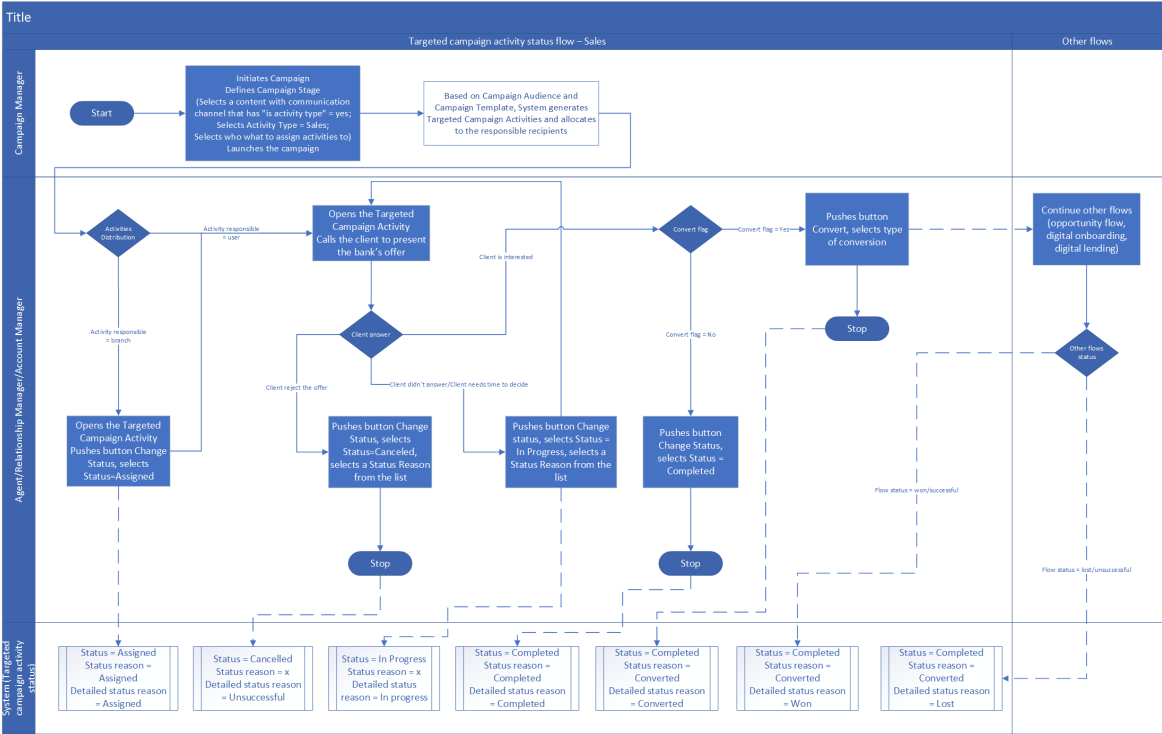 Title
Targeted campaign activity status flow – Sales
Other flows
Campaign Manager
Start
Initiates Campaign
Defines Campaign Stage
(Selects a content with communication
channel that has "is activity type" = yes;
Selects Activity Type = Sales;
Selects who what to assign activities to)
Launches the campaign
Based on Campaign Audience and
Campaign Template, System generates
Targeted Campaign Activities and allocates
to the responsible recipients
Agent/Relationship Manager/Account Manager
Activities
Distribution
Activity responsible
= user
Opens the Targeted
Campaign Activity
Calls the client to present
the bank's offer
Client is interested
Convert flag
Convert flag = Yes
Pushes button
Convert, selects type
of conversion
Continue other flows
(opportunity flow,
digital onboarding,
digital lending)
Activity responsible
= branch
Client answer
Convert flag = No
Stop
Other flows
status
Client reject the offer
Client didn't answer/Client needs time to decide
Opens the Targeted
Campaign Activity
Pushes button Change
Status, selects
Status=Assigned
Pushes button Change
Status, selects
Status=Canceled,
selects a Status Reason
from the list
Pushes button Change
status, selects Status =
In Progress, selects a
Status Reason from the
list
Pushes button
Change Status,
selects Status =
Completed
Flow status = won/successful
Stop
Stop
Flow status = lost/unsuccessful
System (Targeted
campaign activity
status)
Status = Assigned
Status reason =
Assigned
Detailed status reason
= Assigned
Status = Cancelled
Status reason = x
Detailed status reason
= Unsuccessful
Status = In Progress
Status reason = x
Detailed status
reason = In progress
Status = Completed
Status reason =
Completed
Detailed status reason
= Completed
Status = Completed
Status reason =
Converted
Detailed status reason
= Converted
Status = Completed
Status reason =
Converted
Detailed status reason
= Won
Status = Completed
Status reason =
Converted
Detailed status reason
= Lost